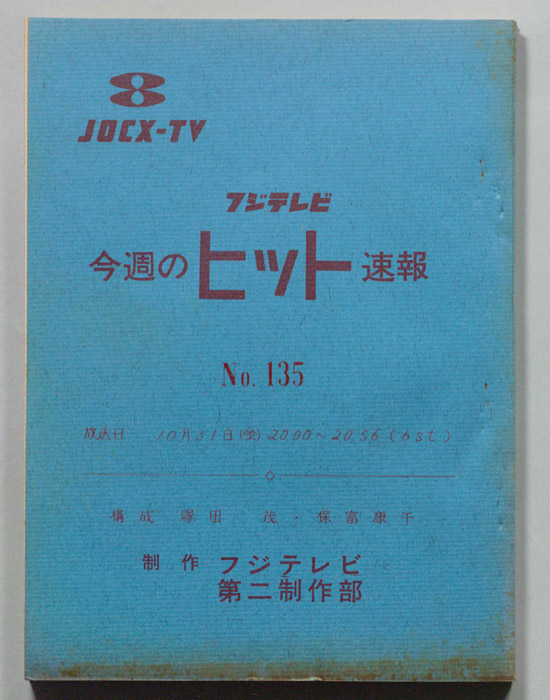 JOCX-TV
フジテレビ
今週のヒット速報
No. 135
放送日 10月31日(金)20.00～20.56(6st)
構成 塚田 茂・保富康午
制作 フジテレビ
第二制作部